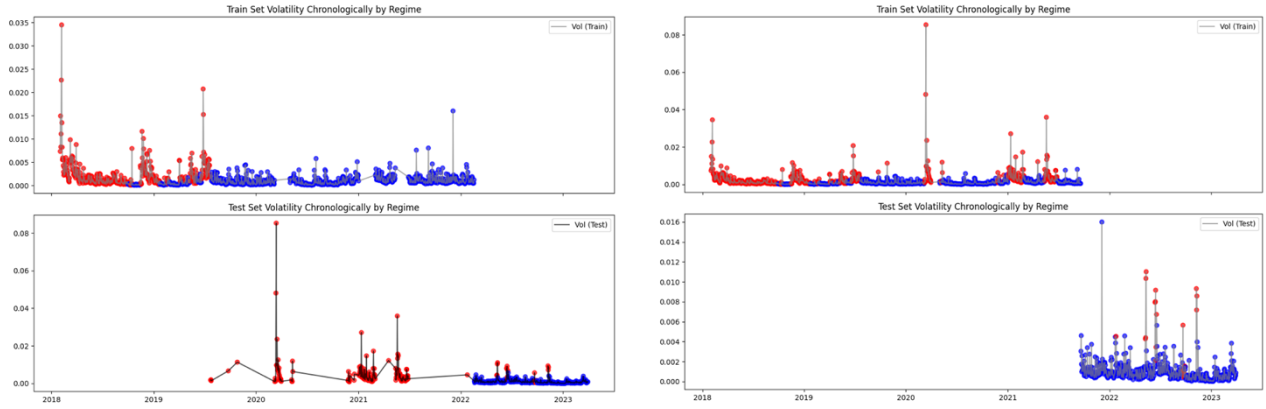 Train Set Volatility Chronologically by Regime
0.035
0.030
0.025
0.020
0.015
0.010
0.005
0.000
Vol (Train)
Test Set Volatility Chronologically by Regime
0.08
0.06
0.04
0.02
0.00
Vol (Test)
2018 2019 2020 2021 2022 2023
Train Set Volatility Chronologically by Regime
0.08
0.06
0.04
0.02
0.00
Vol (Train)
Test Set Volatility Chronologically by Regime
0.016
0.014
0.012
0.010
0.008
0.006
0.004
0.002
0.000
Vol (Test)
2018 2019 2020 2021 2022 2023